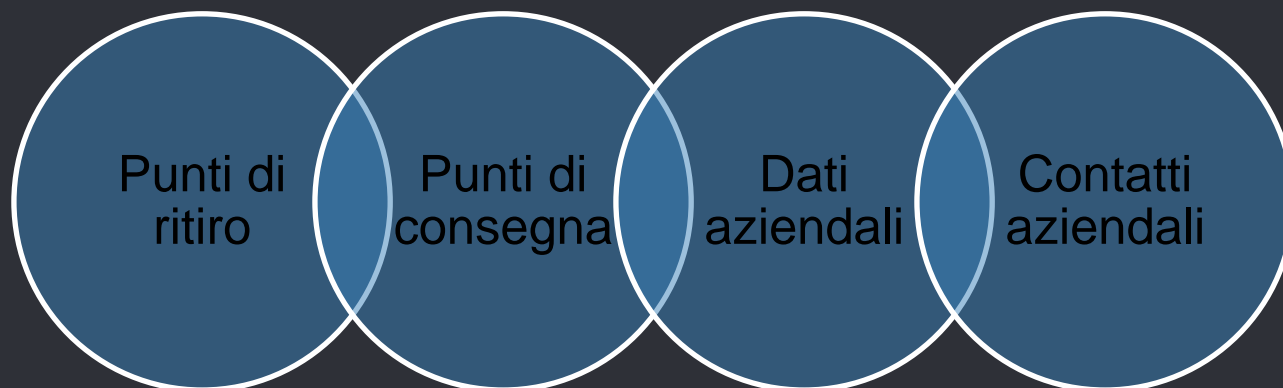 Punti di
ritiro
Punti di
consegna
Dati
aziendali
Contatti
aziendali